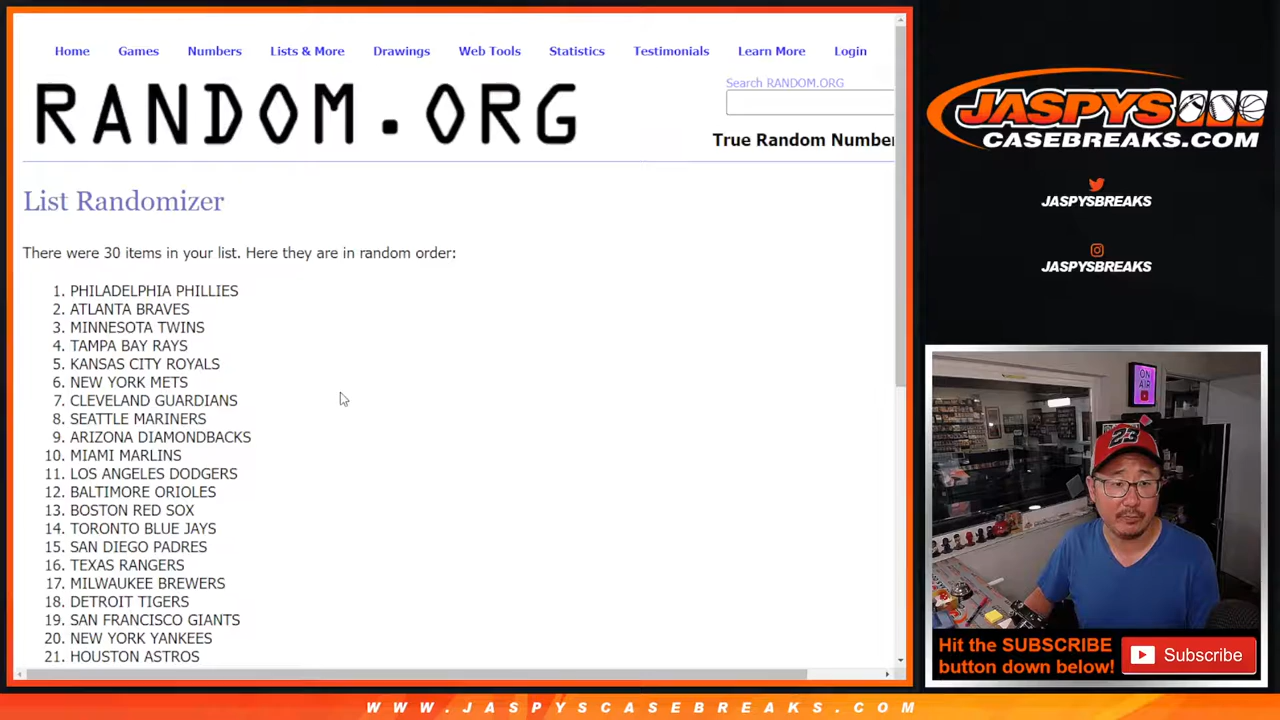 Home Games Numbers Lists & More Drawings Web Tools Statistics Testimonials Learn More Login
RANDOM.ORG
Search RANDOM.ORG
True Random Number
List Randomizer
There were 30 items in your list. Here they are in random order:
1. PHILADELPHIA PHILLIES
2. ATLANTA BRAVES
3. MINNESOTA TWINS
4. TAMPA BAY RAYS
5. KANSAS CITY ROYALS
6. NEW YORK METS
7. CLEVELAND GUARDIANS
8. SEATTLE MARINERS
9. ARIZONA DIAMONDBACKS
10. MIAMI MARLINS
11. LOS ANGELES DODGERS
12. BALTIMORE ORIOLES
13. BOSTON RED SOX
14. TORONTO BLUE JAYS
15. SAN DIEGO PADRES
16. TEXAS RANGERS
17. MILWAUKEE BREWERS
18. DETROIT TIGERS
19. SAN FRANCISCO GIANTS
20. NEW YORK YANKEES
21. HOUSTON ASTROS
JASPYS
CASEBREAKS.COM
JASPYSBREAKS
JASPYSBREAKS
ON
AIR
23
Hit the SUBSCRIBE
button down below!
Subscribe
WWW.JASPYSCASEBREAKS.COM